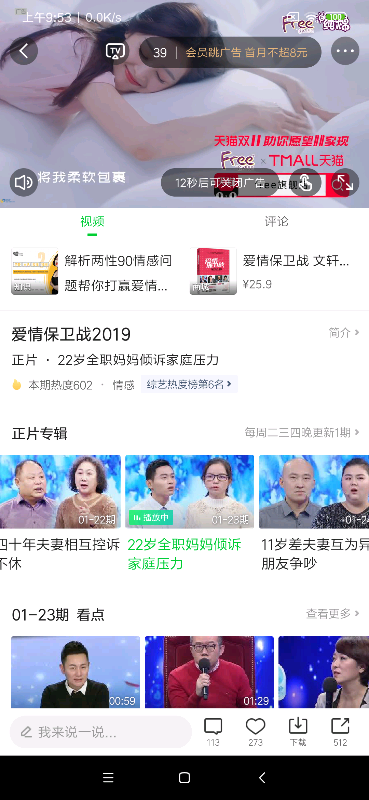 上午9:53 | 0.0K/s
Free
TV
39 | 会员跳广告 首月不超8元
天猫双11助你愿望11实现
Free × TMALL天猫
将我柔软包裹
12秒后可关闭广告
视频
评论
解析两性90情感问
题帮你打赢爱情...
爱情保卫战 文轩...
¥25.9
爱情保卫战2019
简介
正片 · 22岁全职妈妈倾诉家庭压力
本期热度602 · 情感
综艺热度榜第6名
正片专辑
每周二三四晚更新1期
01-22期
播放中
01-23期
01-24
四十年夫妻相互控诉
不休
22岁全职妈妈倾诉
家庭压力
11岁差夫妻互为异
朋友争吵
01-23期 看点
查看更多
00:59
01:29
我来说一说...
113
273
下载
512